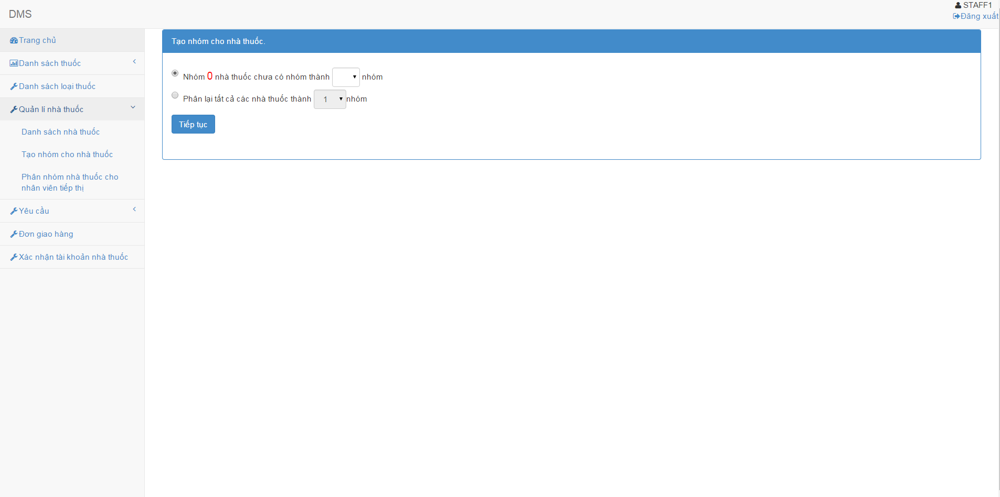 DMS
STAFF1
Đăng xuất
Trang chủ
Danh sách thuốc
Danh sách loại thuốc
Quản lí nhà thuốc
Danh sách nhà thuốc
Tạo nhóm cho nhà thuốc
Phân nhóm nhà thuốc cho
nhân viên tiếp thị
Yêu cầu
Đơn giao hàng
Xác nhận tài khoản nhà thuốc
Tạo nhóm cho nhà thuốc.
Nhóm 0 nhà thuốc chưa có nhóm thành nhóm
Phân lại tất cả các nhà thuốc thành 1 nhóm
Tiếp tục